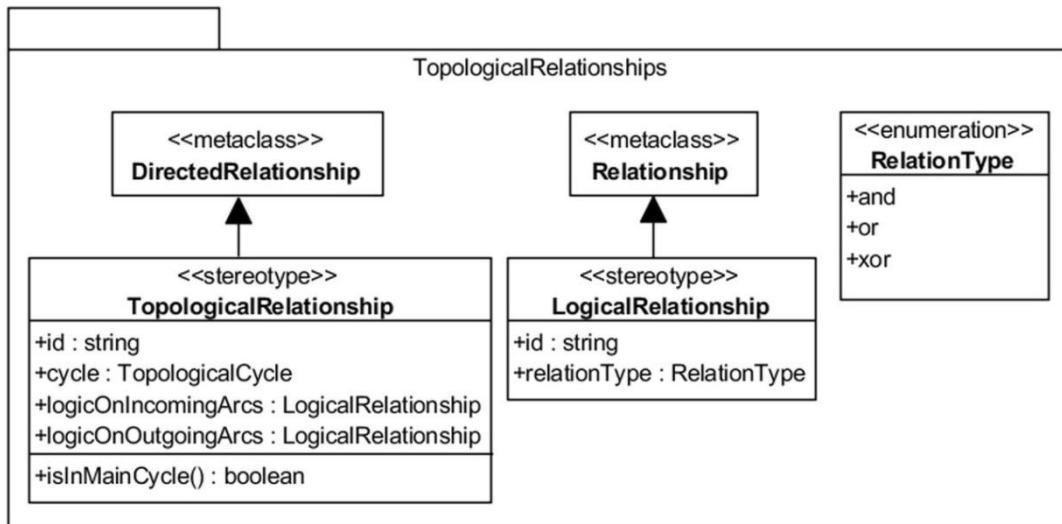 TopologicalRelationships
<<metaclass>>
DirectedRelationship
<<metaclass>>
Relationship
<<enumeration>>
RelationType
+and
+or
+xor
<<stereotype>>
TopologicalRelationship
+id : string
+cycle : TopologicalCycle
+logicOnIncomingArcs : LogicalRelationship
+logicOnOutgoingArcs : LogicalRelationship
+isInMainCycle() : boolean
<<stereotype>>
LogicalRelationship
+id : string
+relationType : RelationType